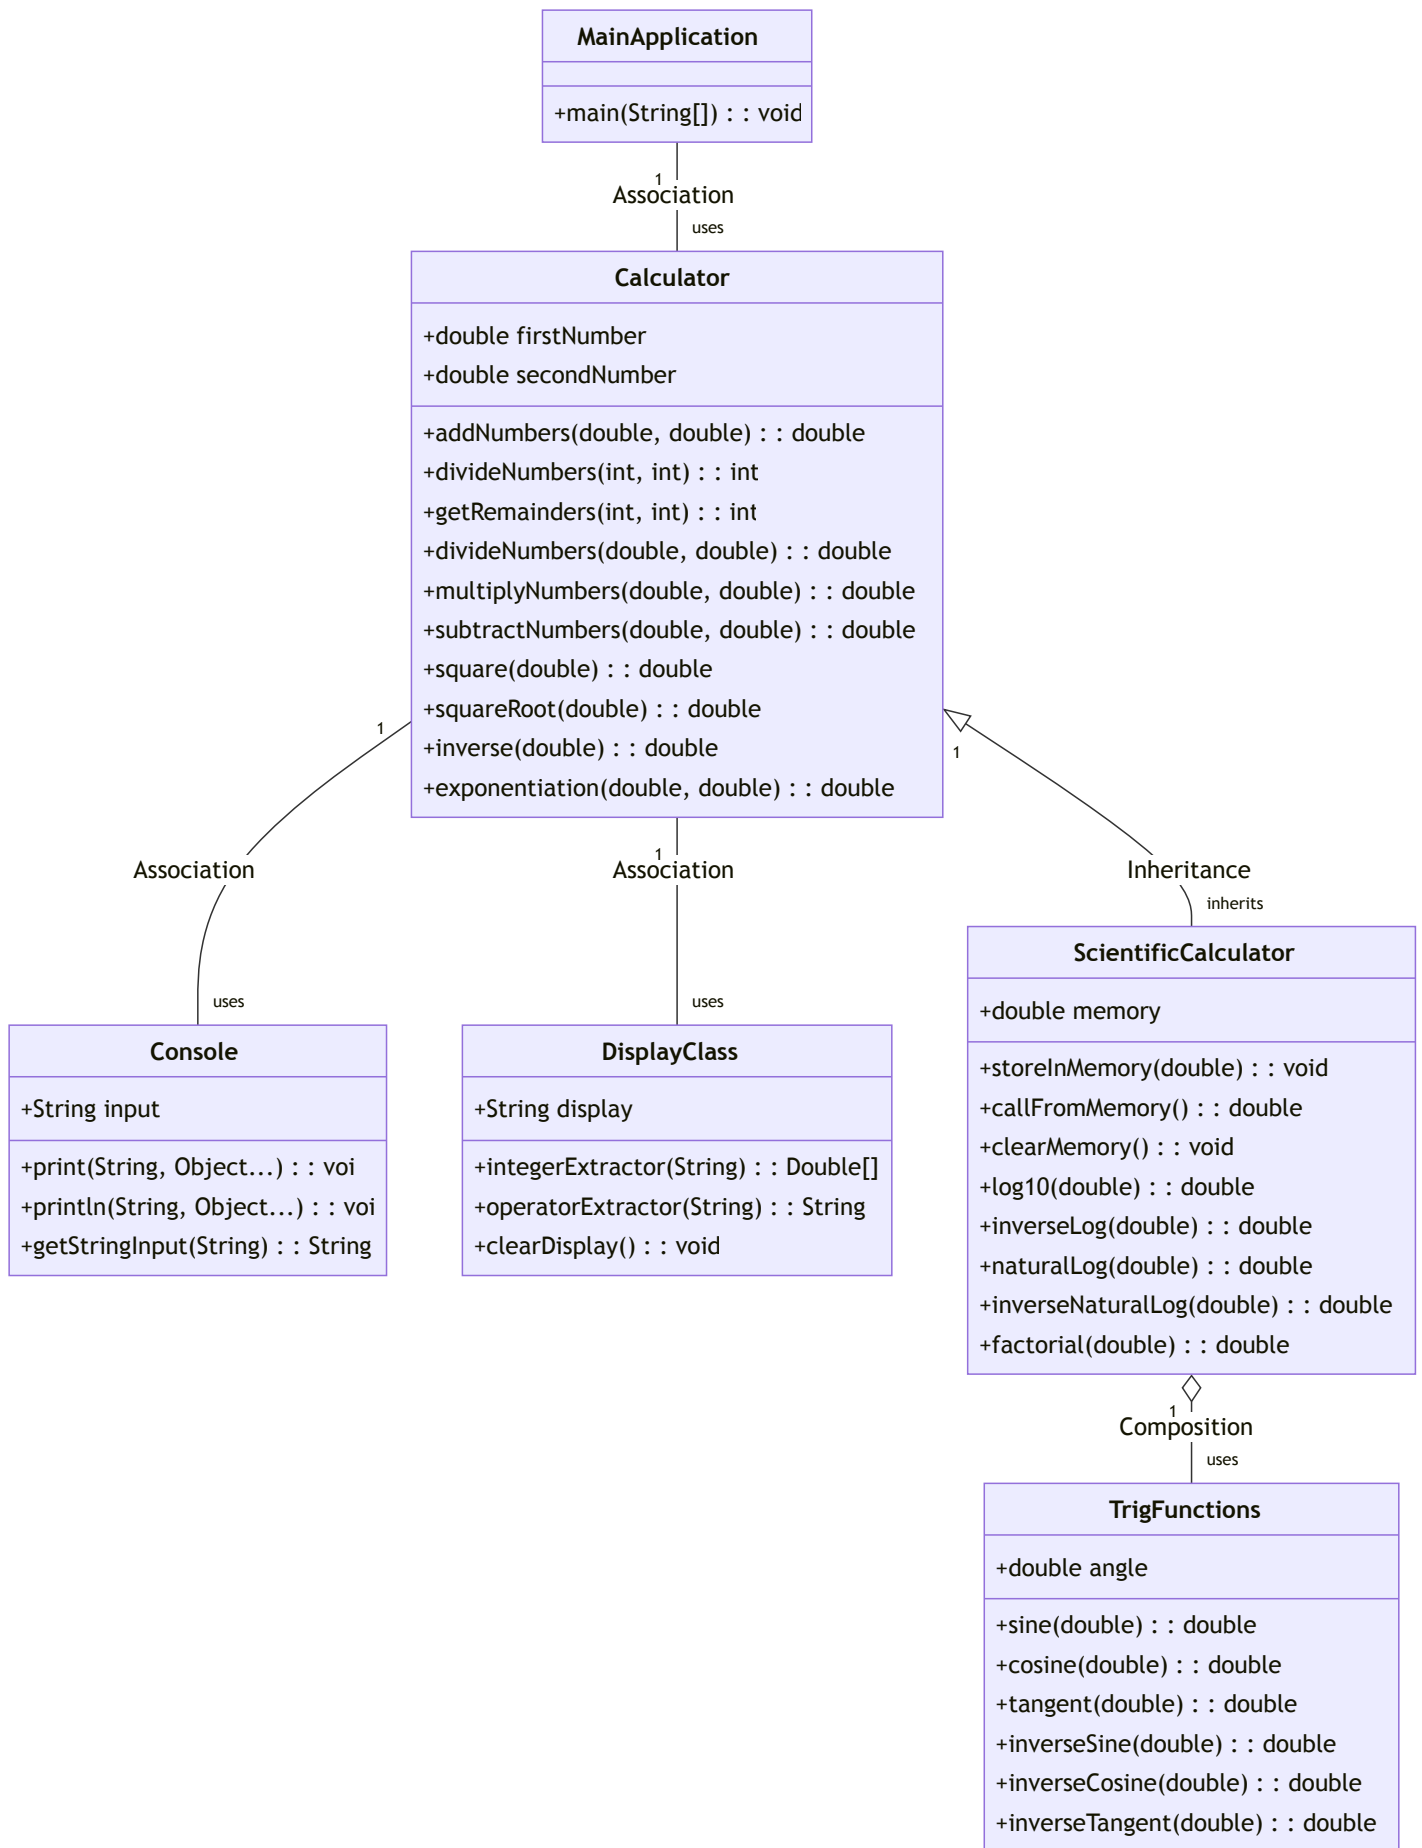 MainApplication
+main(String[]) : : void
1
Association
uses
Calculator
+double firstNumber
+double secondNumber
+addNumbers(double, double) : : double
+divideNumbers(int, int) : : int
+getRemainders(int, int) : : int
+divideNumbers(double, double) : : double
+multiplyNumbers(double, double) : : double
+subtractNumbers(double, double) : : double
+square(double) : : double
+squareRoot(double) : : double
+inverse(double) : : double
+exponentiation(double, double) : : double
1
Association
uses
1
Association
uses
1
Inheritance
inherits
Console
+String input
+print(String, Object...) : : voi
+println(String, Object...) : : voi
+getStringInput(String) : : String
DisplayClass
+String display
+integerExtractor(String) : : Double[]
+operatorExtractor(String) : : String
+clearDisplay() : : void
ScientificCalculator
+double memory
+storeInMemory(double) : : void
+callFromMemory() : : double
+clearMemory() : : void
+log10(double) : : double
+inverseLog(double) : : double
+naturalLog(double) : : double
+inverseNaturalLog(double) : : double
+factorial(double) : : double
1
Composition
uses
TrigFunctions
+double angle
+sine(double) : : double
+cosine(double) : : double
+tangent(double) : : double
+inverseSine(double) : : double
+inverseCosine(double) : : double
+inverseTangent(double) : : double